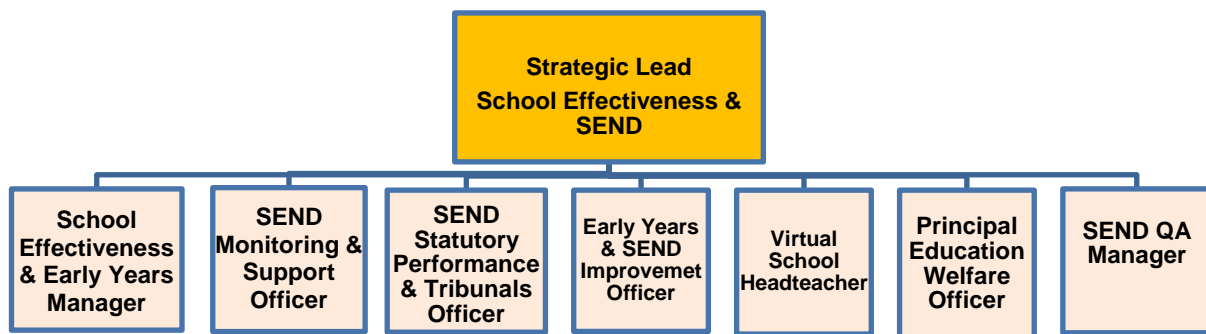 Strategic Lead
School Effectiveness &
SEND
School
Effectiveness
& Early Years
Manager
SEND
Monitoring &
Support
Officer
SEND
Statutory
Performance
& Tribunals
Officer
Early Years
& SEND
Improvemet
Officer
Virtual
School
Headteacher
Principal
Education
Welfare
Officer
SEND QA
Manager